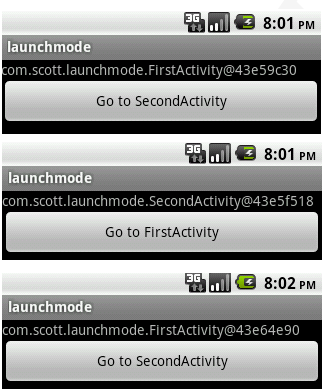 3G 8:01 PM
launchmode
com.scott.launchmode.FirstActivity@43e59c30
Go to SecondActivity
3G 8:01 PM
launchmode
com.scott.launchmode.SecondActivity@43e5f518
Go to FirstActivity
3G 8:02 PM
launchmode
com.scott.launchmode.FirstActivity@43e64e90
Go to SecondActivity